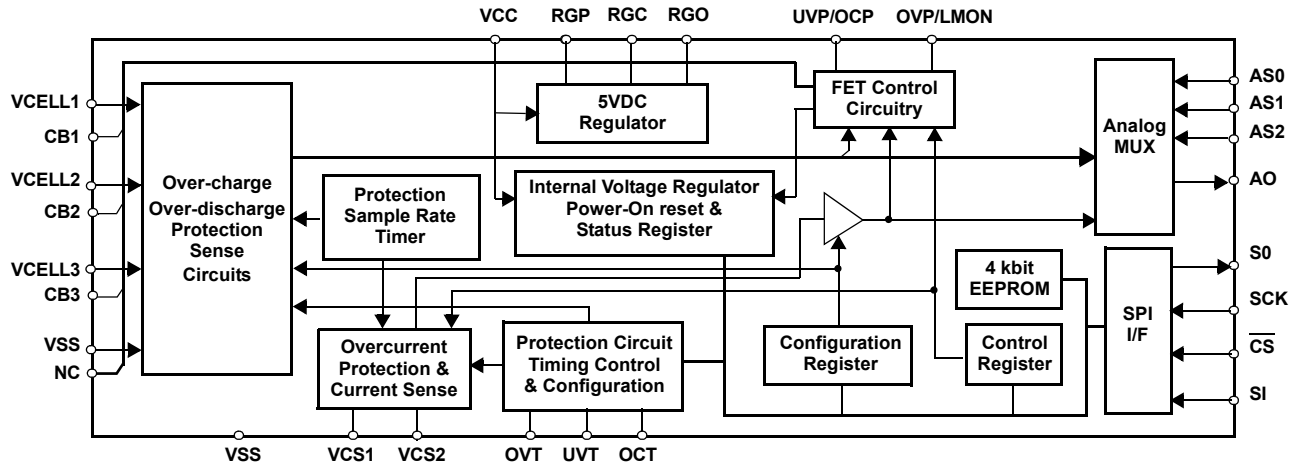 VCC RGP RGC RGO UVP/OCP OVP/LMON
VCELL1
CB1
VCELL2
CB2
VCELL3
CB3
VSS
NC
Over-charge
Over-discharge
Protection
Sense
Circuits
5VDC
Regulator
FET Control
Circuitry
Analog
MUX
AS0
AS1
AS2
AO
Protection
Sample Rate
Timer
Internal Voltage Regulator
Power-On reset &
Status Register
4 kbit
EEPROM
SPI
I/F
S0
SCK
CS
SI
Overcurrent
Protection &
Current Sense
Protection Circuit
Timing Control
& Configuration
Configuration
Register
Control
Register
VSS VCS1 VCS2 OVT UVT OCT